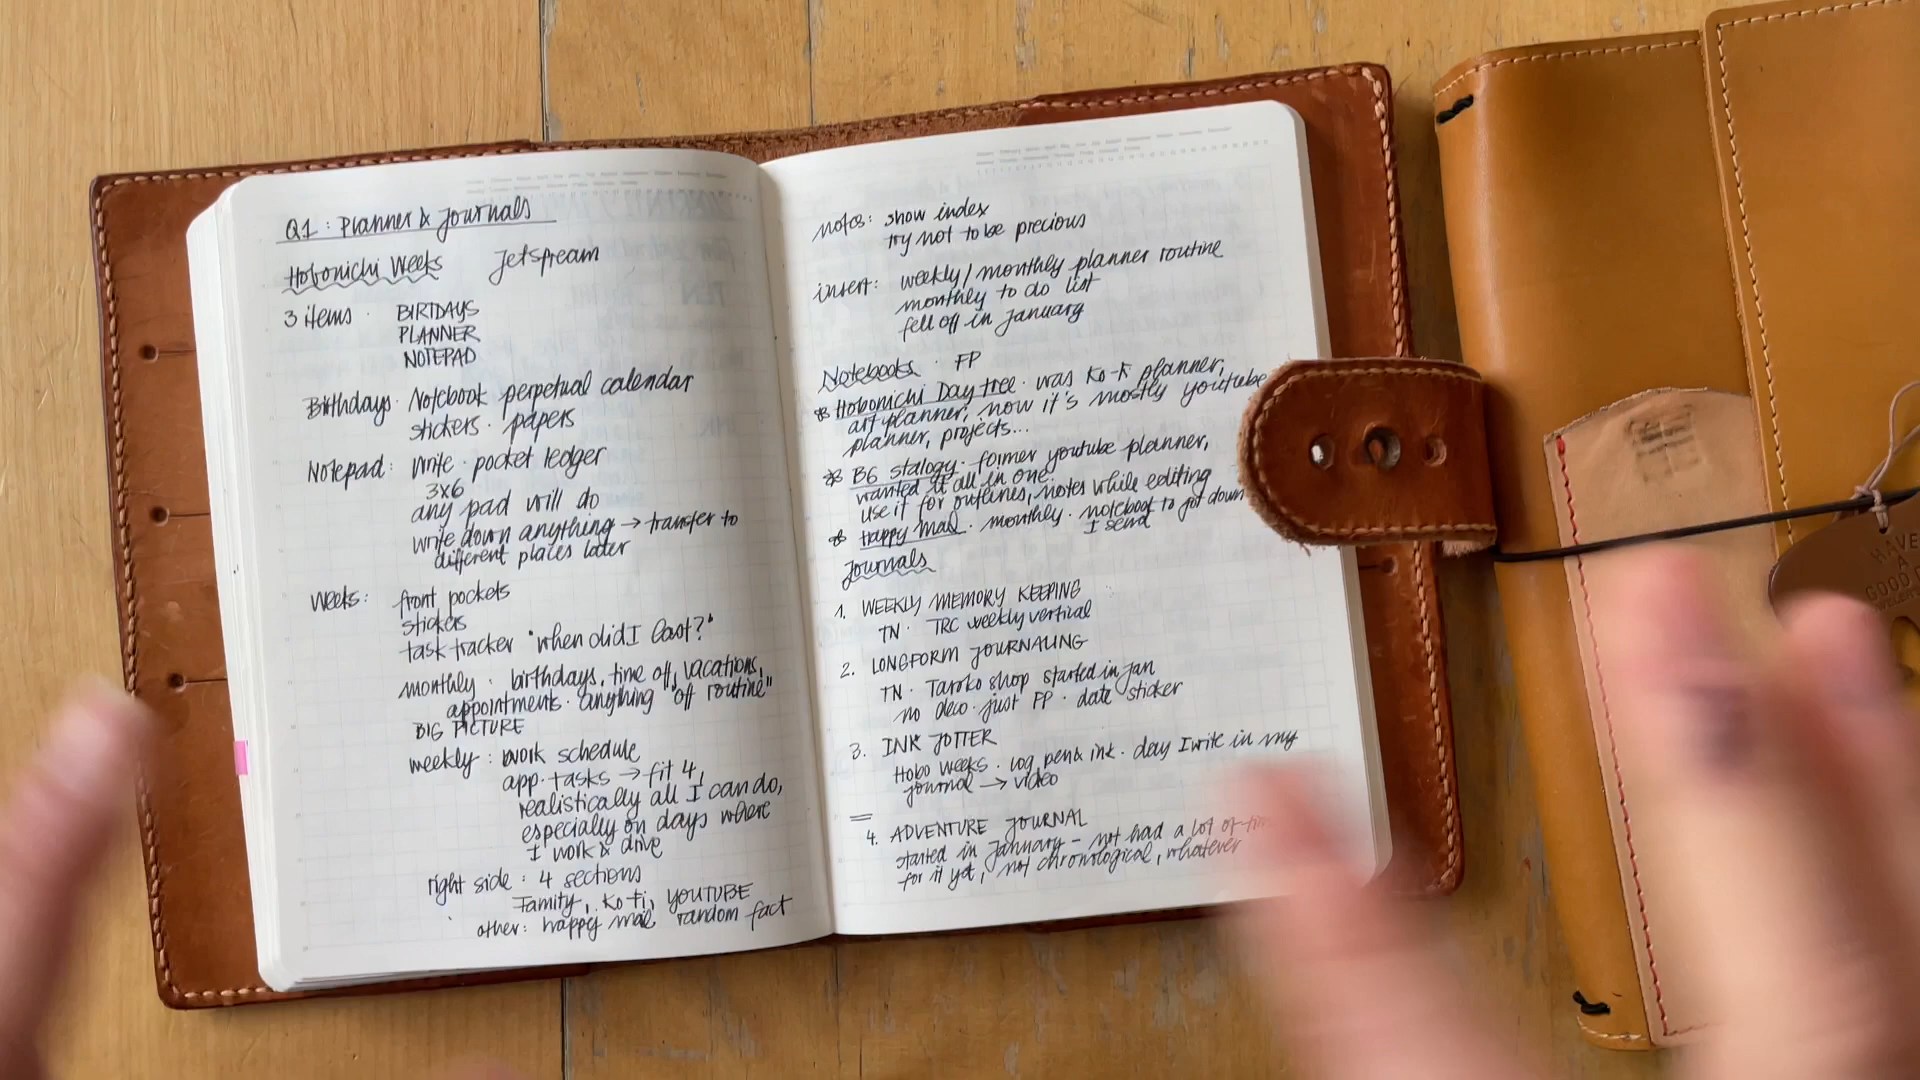 Q1: Planner & Journals
Hobonichi Weeks Jetspream
3 items · BIRTDAYS
PLANNER
NOTEPAD
Birthdays · Notebook perpetual calendar
stickers · papers
Notepad: Write · pocket ledger
3x6
any pad will do
write down anything → transfer to
different places later
Weeks: front pockets
stickers
task tracker "when did I last?"
monthly: birthdays, time off, vacations,
appointments · anything "off routine"
BIG PICTURE
weekly: work schedule
app · tasks → fit 4,
realistically all I can do,
especially on days where
I work & drive
right side: 4 sections
Family, Ko-Fi, YOUTUBE
other: happy mail random fact
notes: show index
try not to be precious
insert: weekly/monthly planner routine
monthly to do list
fell off in january
Notebooks · FP
Hobonichi Day free · was Ko-Fi planner,
art planner, now it's mostly youtube
planner, projects...
B6 stalogy · former youtube planner,
wanted it all in one.
use it for outlines, notes while editing
Happy Mail · monthly · notebook to jot down
I send
Journals
1. WEEKLY MEMORY KEEPING
TN · TRC weekly vertical
2. LONGFORM JOURNALING
TN · Taroko shop started in Jan
no deco · just FP · date sticker
3. INK JOTTER
Hobo Weeks · log pen & ink · day I write in my
journal → video
4. ADVENTURE JOURNAL
started in January – not had a lot of time
for it yet, not chronological, whatever
HAVE
A
GOOD